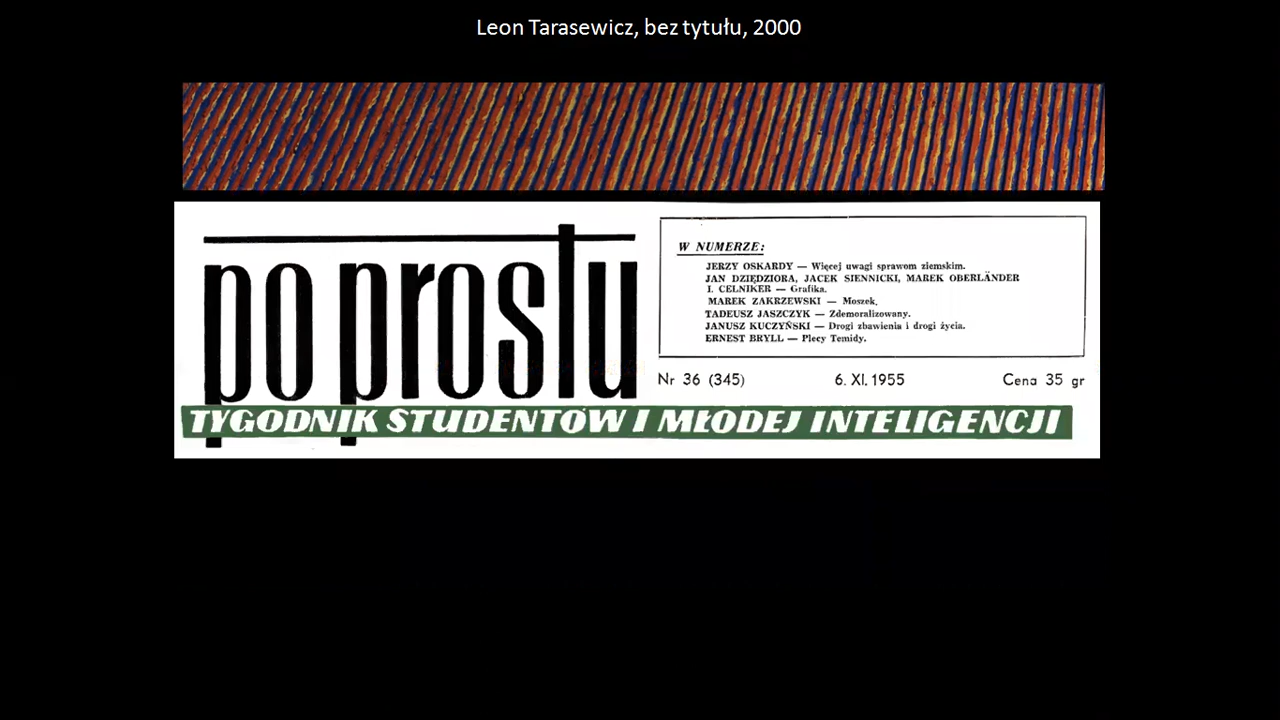 Leon Tarasewicz, bez tytułu, 2000
po prostu
TYGODNIK STUDENTÓW I MŁODEJ INTELIGENCJI
W NUMERZE:
JERZY OSKARDY — Więcej uwagi sprawom ziemskim.
JAN DZIĘDZIORA, JACEK SIENNICKI, MAREK OBERLÄNDER
I. CELNIKER — Grafika.
MAREK ZAKRZEWSKI — Moszek.
TADEUSZ JASZCZYK — Zdemoralizowany.
JANUSZ KUCZYŃSKI — Drogi zbawienia i drogi życia.
ERNEST BRYLL — Plecy Temidy.
Nr 36 (345) 6. XI. 1955 Cena 35 gr